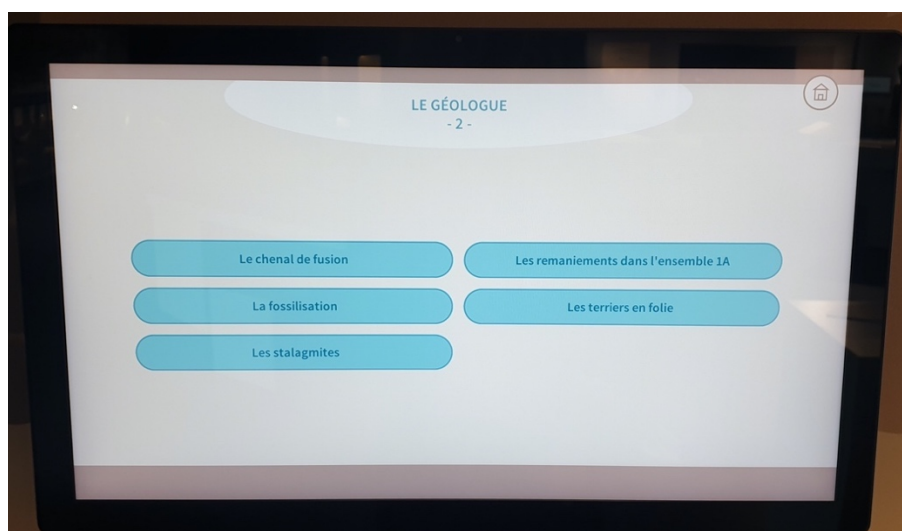 LE GÉOLOGUE
- 2 -
Le chenal de fusion
La fossilisation
Les stalagmites
Les remaniements dans l'ensemble 1A
Les terriers en folie